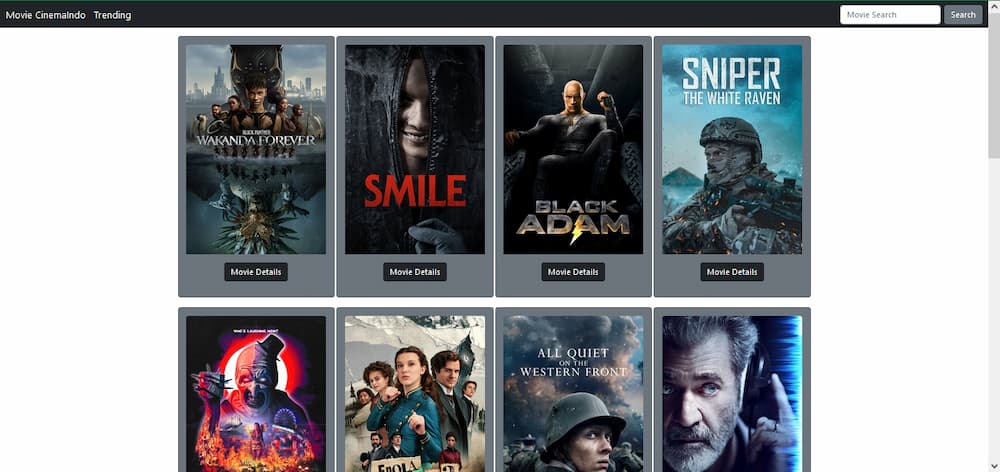 Movie CinemaIndo Trending Movie Search Search
BLACK PANTHER
WAKANDA FOREVER
SMILE
BLACK
ADAM
SNIPER
THE WHITE RAVEN
Movie Details Movie Details Movie Details Movie Details
WHO'S LAUGHING NOW?
ENOLA
2
ALL QUIET
ON THE
WESTERN FRONT